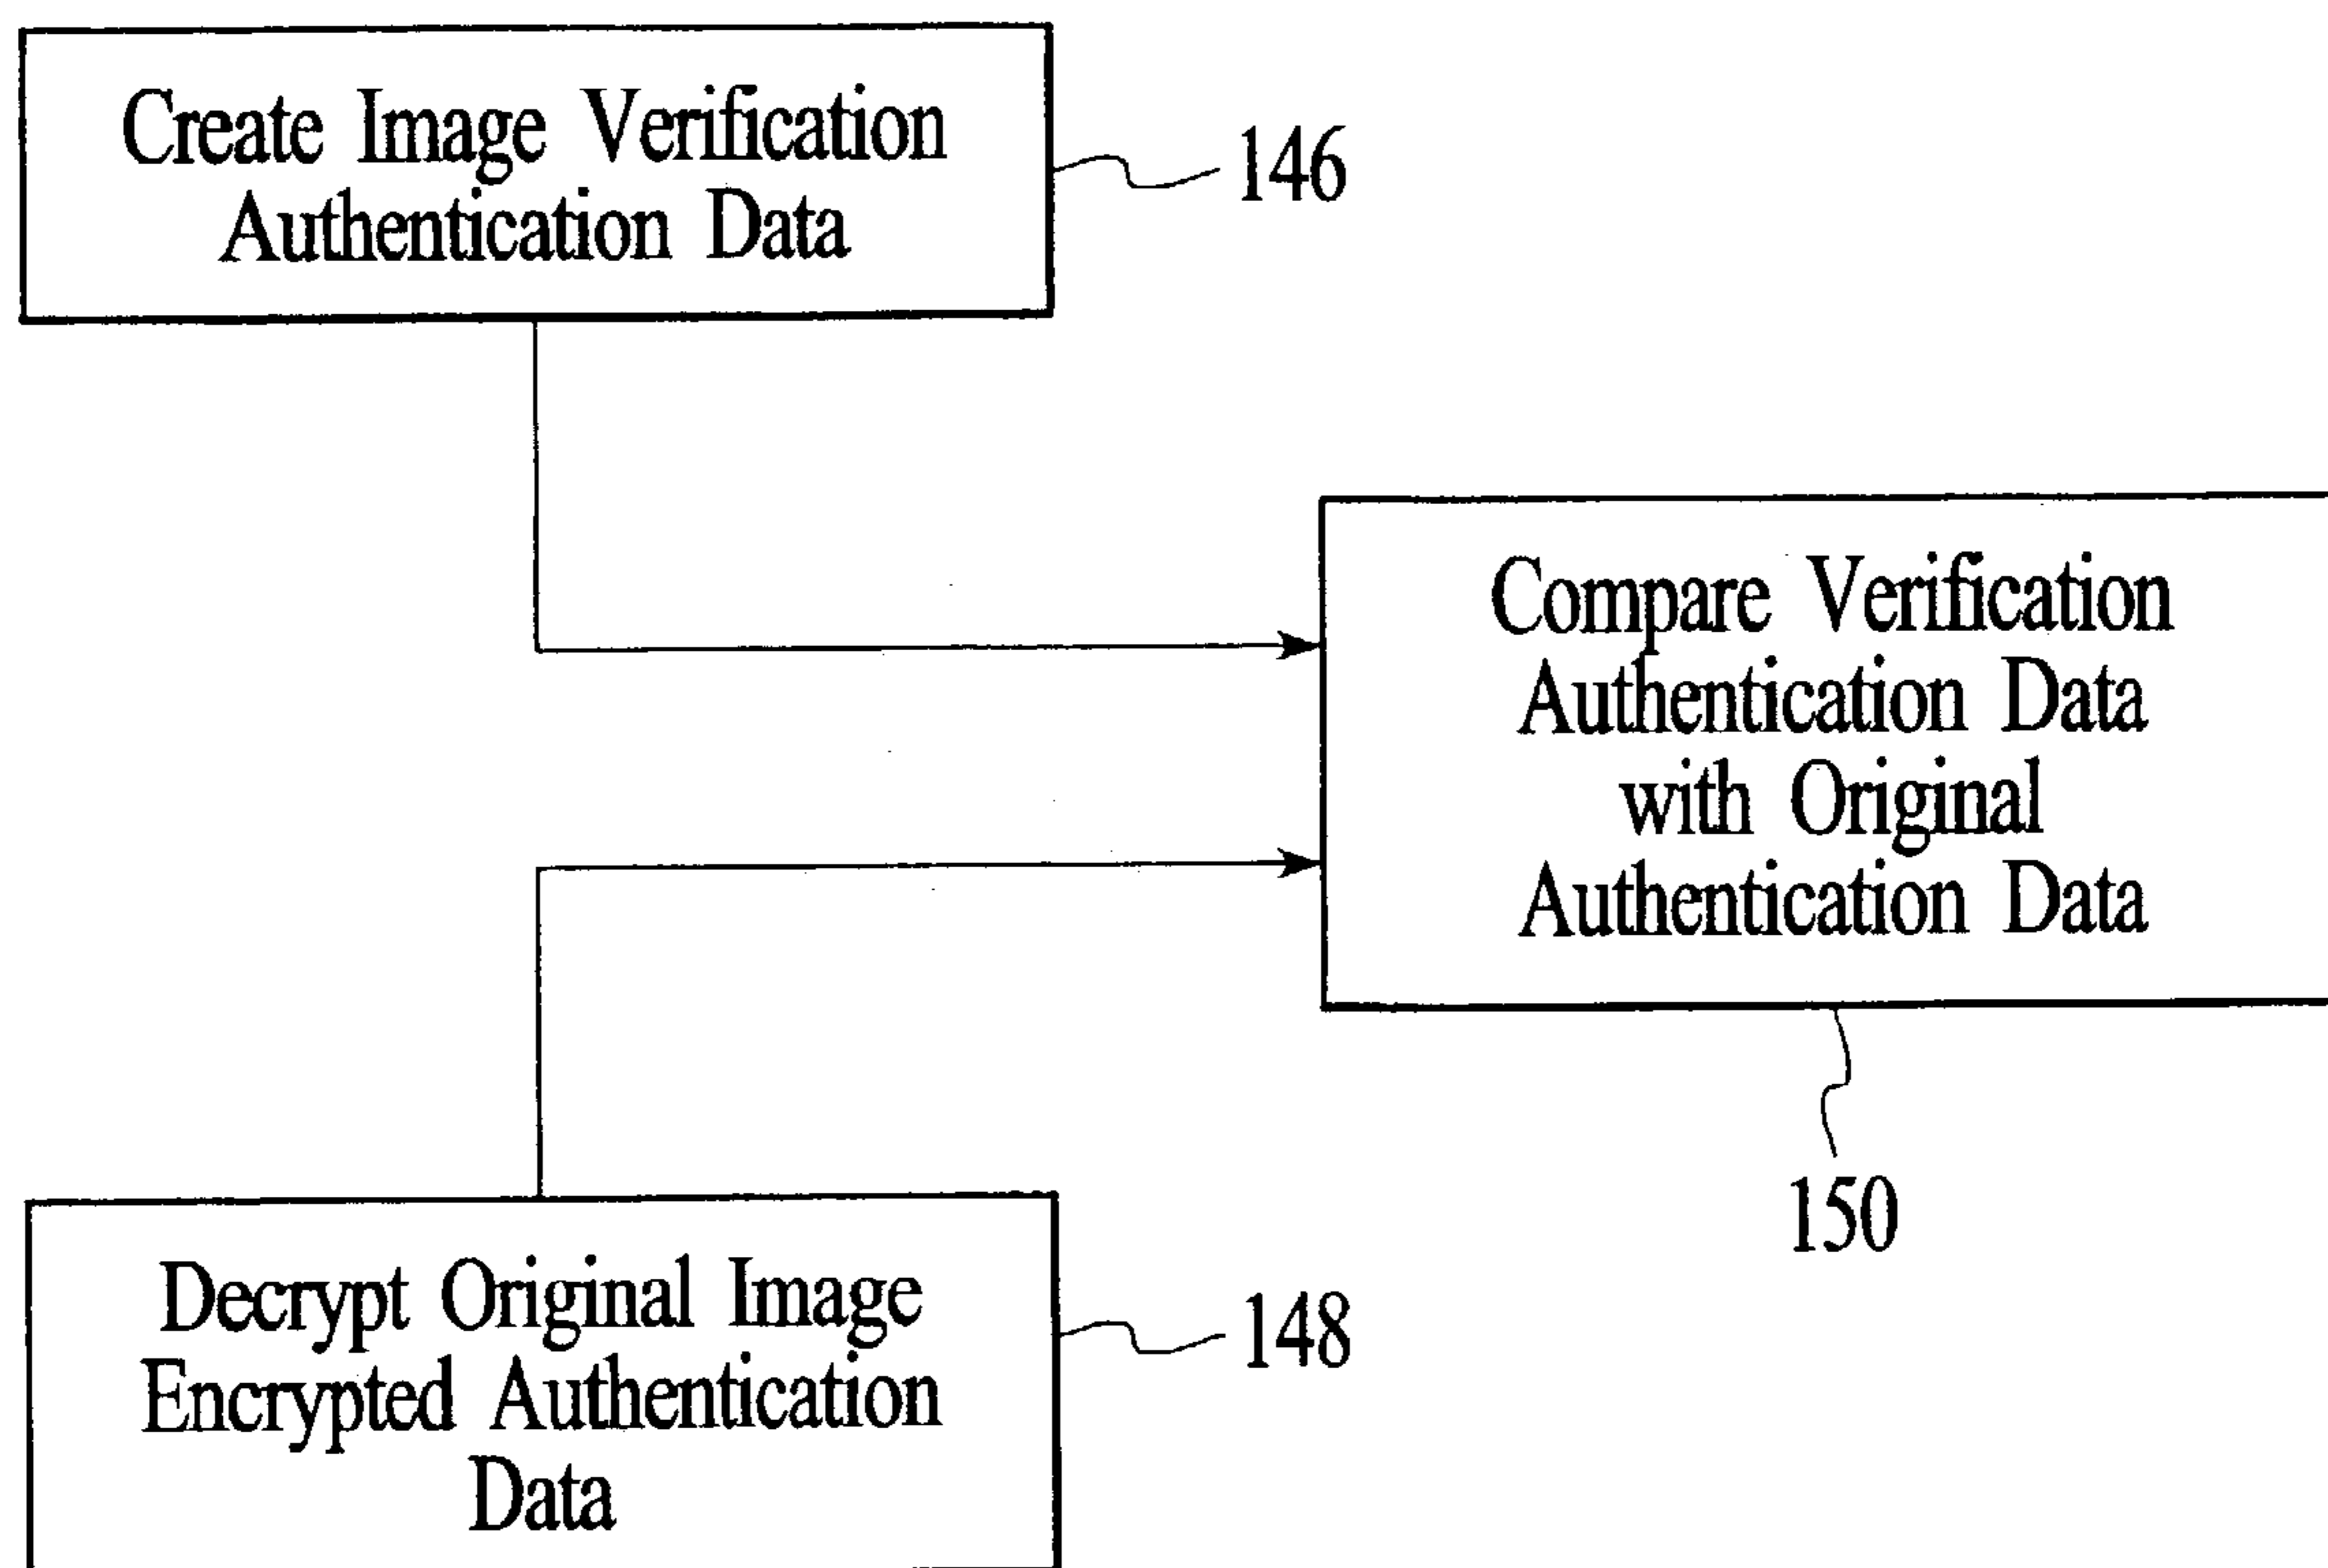 Create Image Verification
Authentication Data
146
Compare Verification
Authentication Data
with Original
Authentication Data
150
Decrypt Original Image
Encrypted Authentication
Data
148